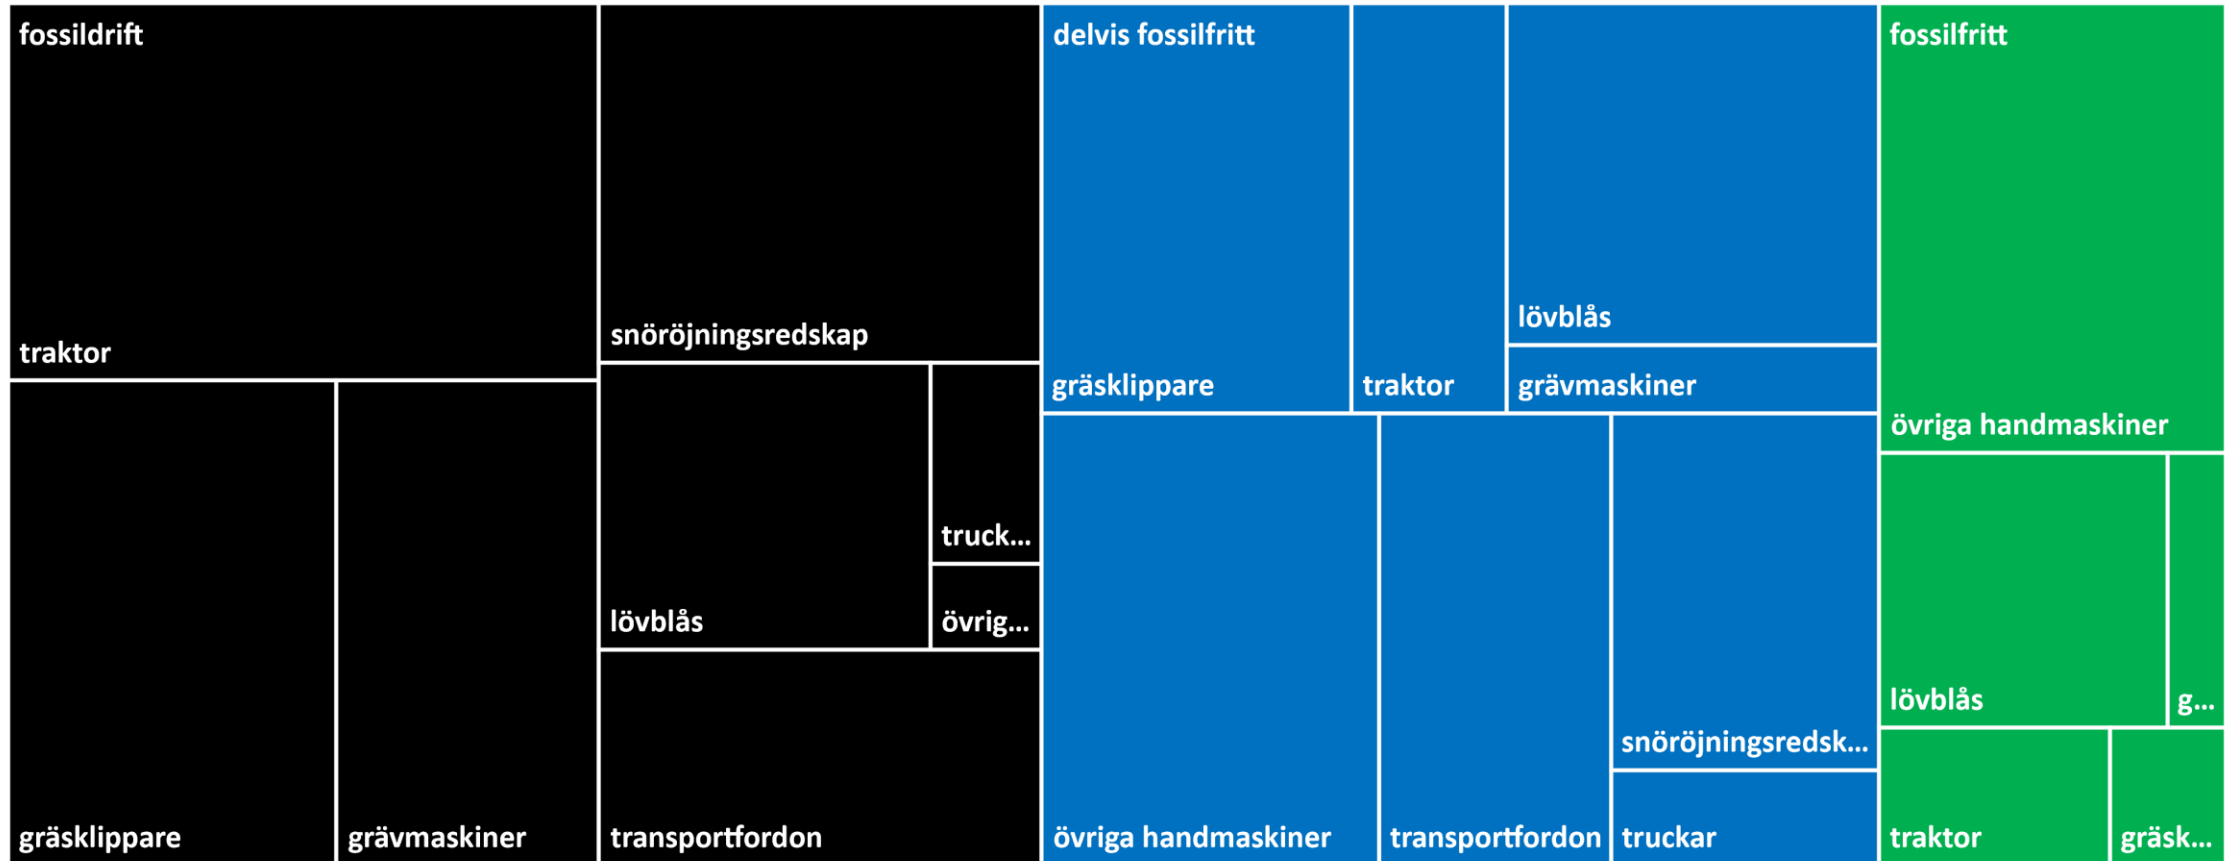 fossildrift
traktor
gräsklippare
grävmaskiner
snöröjningsredskap
lövblås
truck...
övrig...
transportfordon
delvis fossilfritt
gräsklippare
traktor
lövblås
grävmaskiner
övriga handmaskiner
transportfordon
snöröjningsredsk...
truckar
fossilfritt
övriga handmaskiner
lövblås
g...
traktor
gräsk...